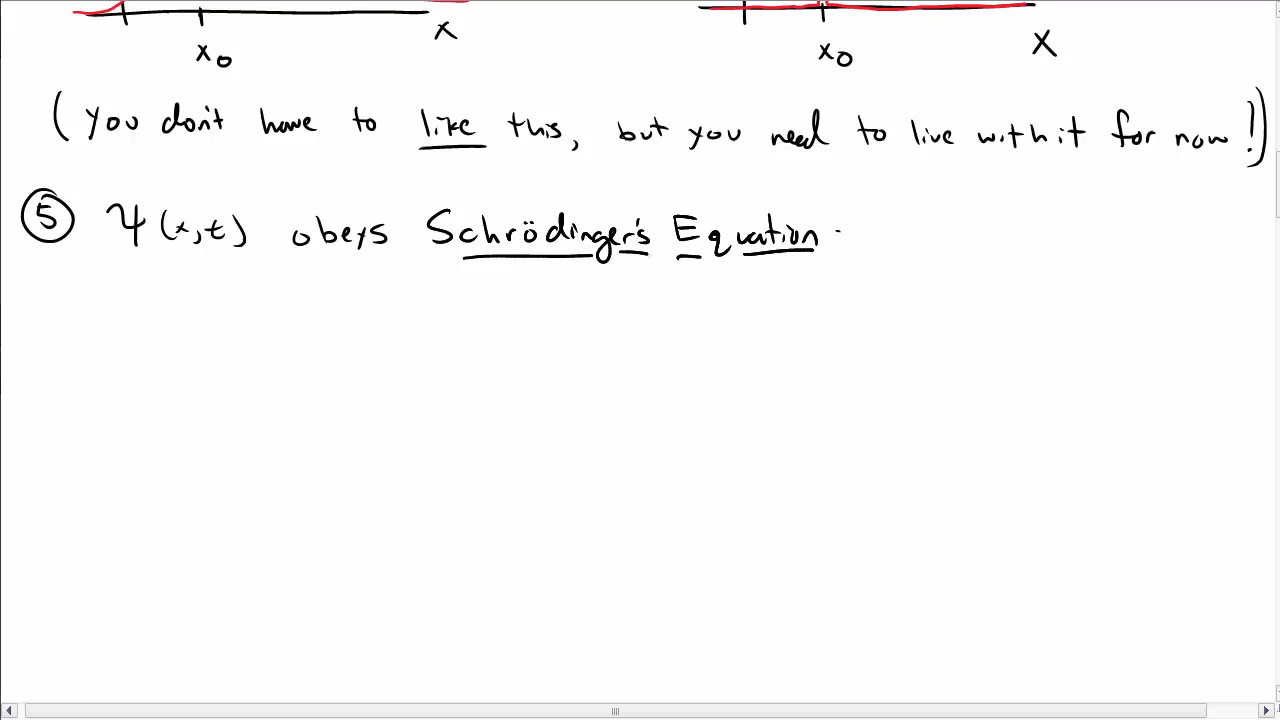 x₀ x x₀ x
(you don't have to like this, but you need to live with it for now!)
⑤ Ψ(x,t) obeys Schrödinger's Equation.